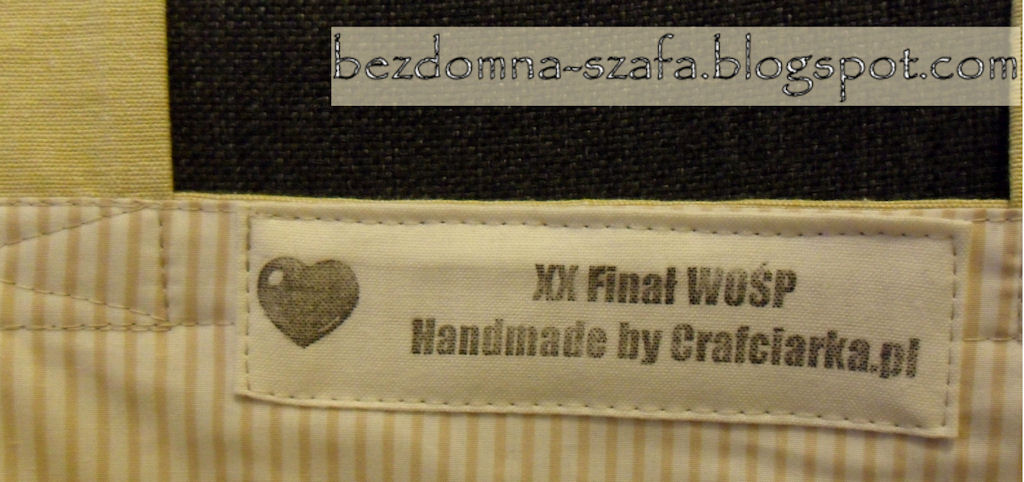 bezdomna-szafa.blogspot.com
XX Finał WOŚP
Handmade by Crafciarka.pl